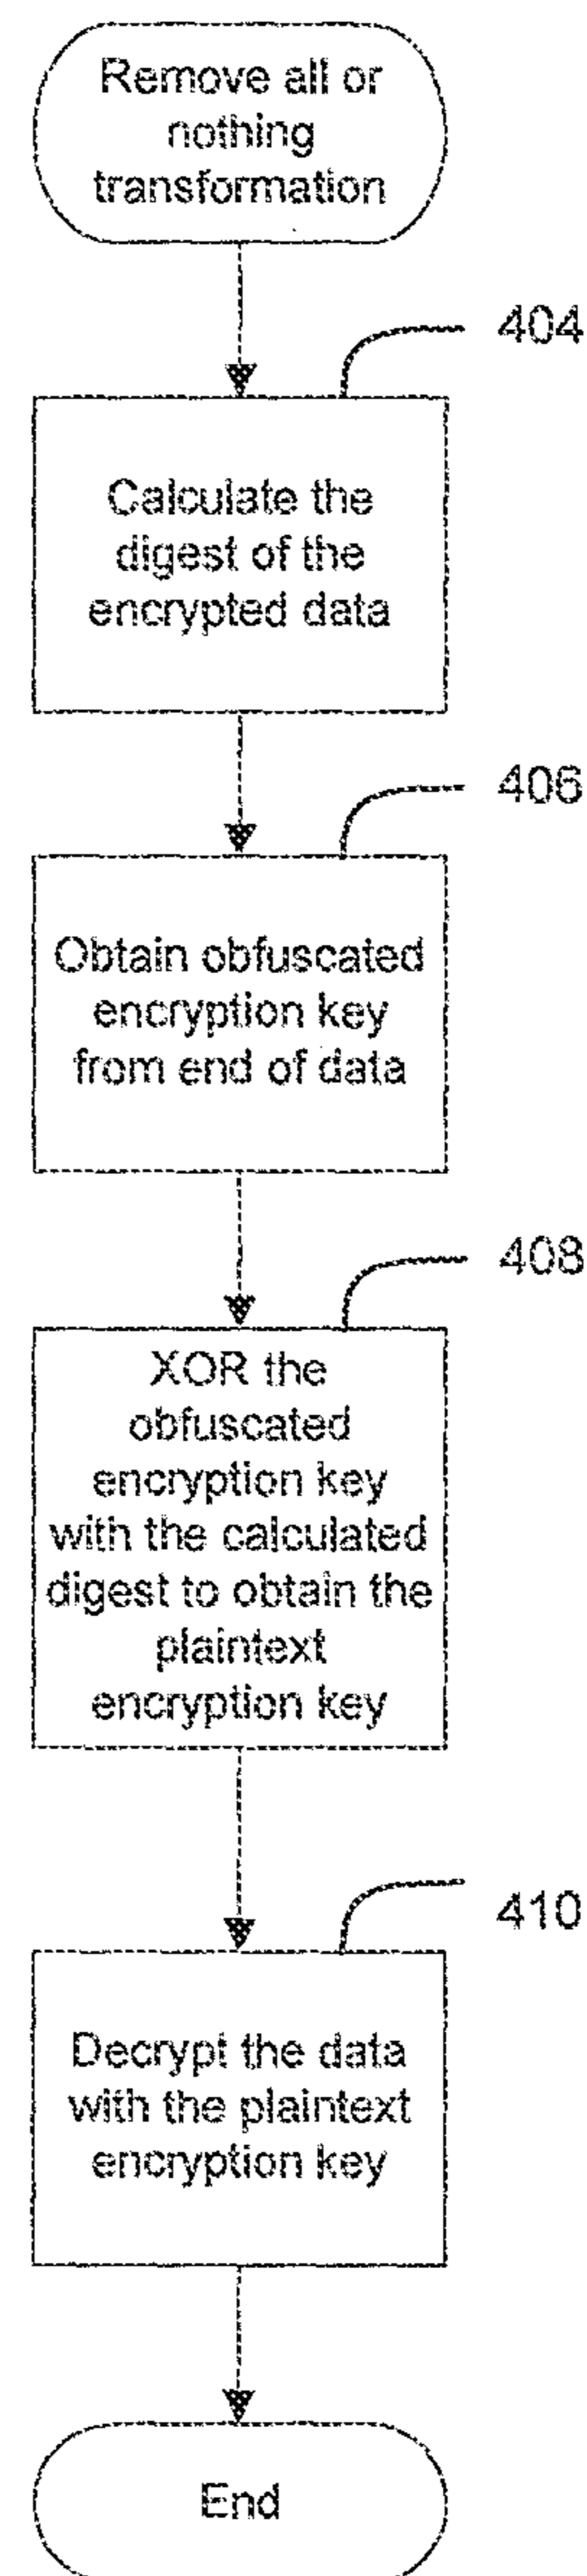 Remove all or
nothing
transformation
404
Calculate the
digest of the
encrypted data
406
Obtain obfuscated
encryption key
from end of data
408
XOR the
obfuscated
encryption key
with the calculated
digest to obtain the
plaintext
encryption key
410
Decrypt the data
with the plaintext
encryption key
End